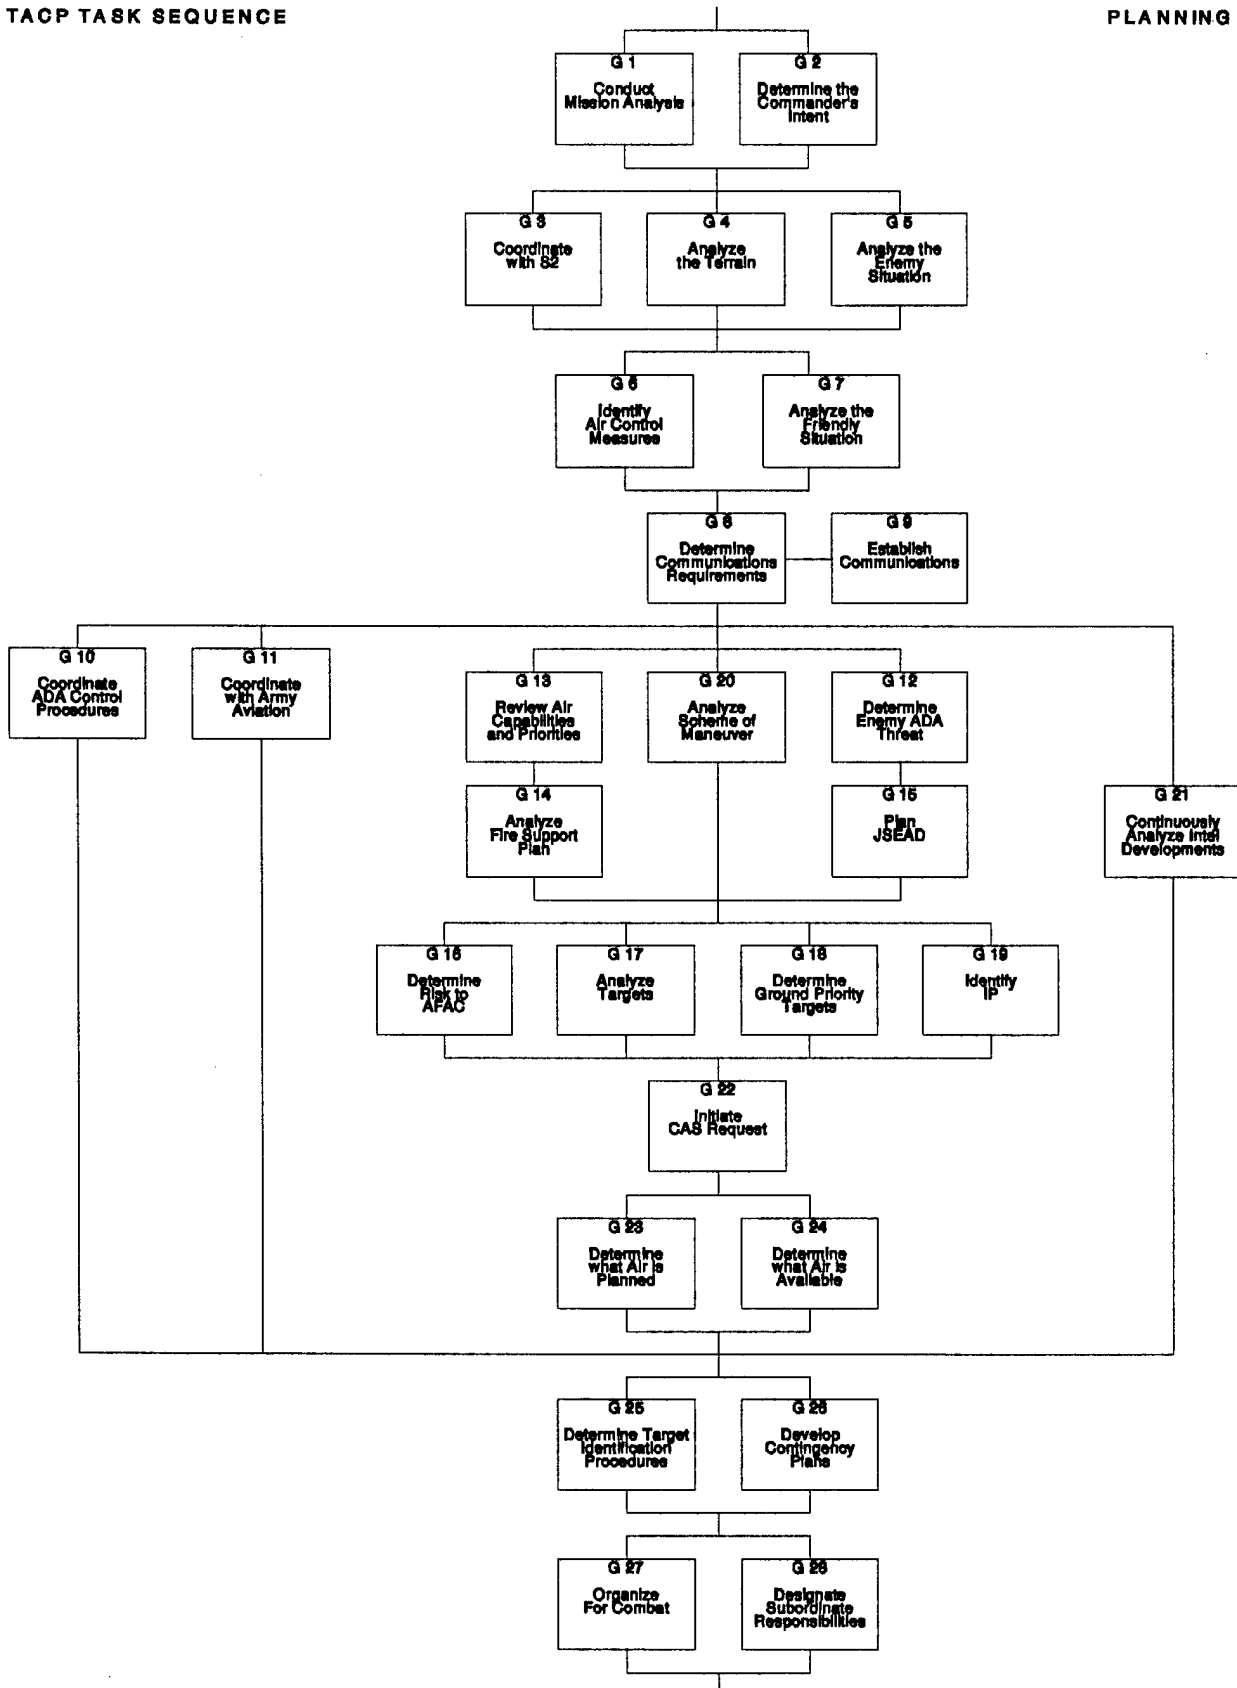 TACP TASK SEQUENCE
PLANNING
G 1
Conduct
Mission Analysis
G 2
Determine the
Commander's
Intent
G 3
Coordinate
with S2
G 4
Analyze
the Terrain
G 5
Analyze the
Enemy
Situation
G 6
Identify
Air Control
Measures
G 7
Analyze the
Friendly
Situation
G 8
Determine
Communications
Requirements
G 9
Establish
Communications
G 10
Coordinate
ADA Control
Procedures
G 11
Coordinate
with Army
Aviation
G 13
Review Air
Capabilities
and Priorities
G 20
Analyze
Scheme of
Maneuver
G 12
Determine
Enemy ADA
Threat
G 14
Analyze
Fire Support
Plan
G 15
Plan
JSEAD
G 21
Continuously
Analyze Intel
Developments
G 16
Determine
Risk to
AFAC
G 17
Analyze
Targets
G 18
Determine
Ground Priority
Targets
G 19
Identify
IP
G 22
Initiate
CAS Request
G 23
Determine
what Air is
Planned
G 24
Determine
what Air is
Available
G 25
Determine Target
Identification
Procedures
G 26
Develop
Contingency
Plans
G 27
Organize
For Combat
G 28
Designate
Subordinate
Responsibilities